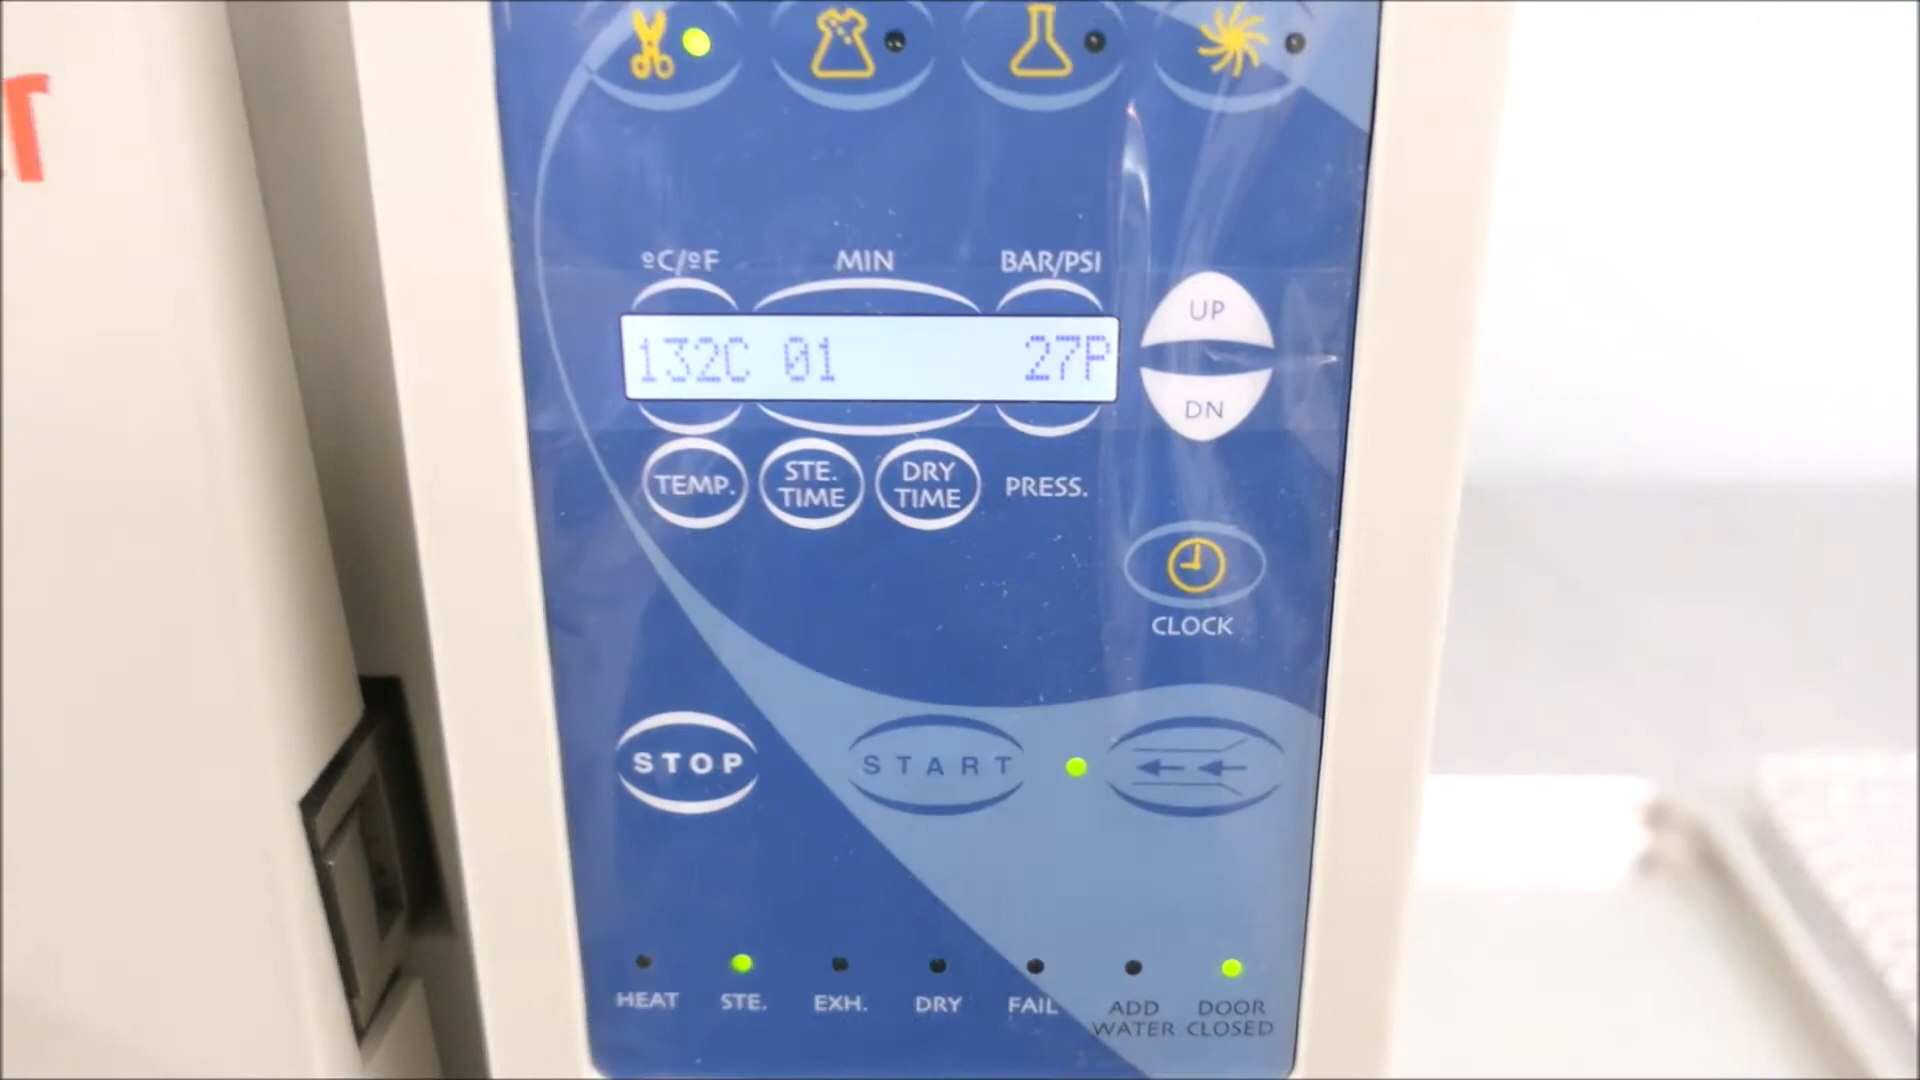 ºC/ºF MIN BAR/PSI
UP
132C 01 27P
DN
TEMP. STE. TIME DRY TIME PRESS.
CLOCK
STOP START
HEAT STE. EXH. DRY FAIL ADD WATER DOOR CLOSED